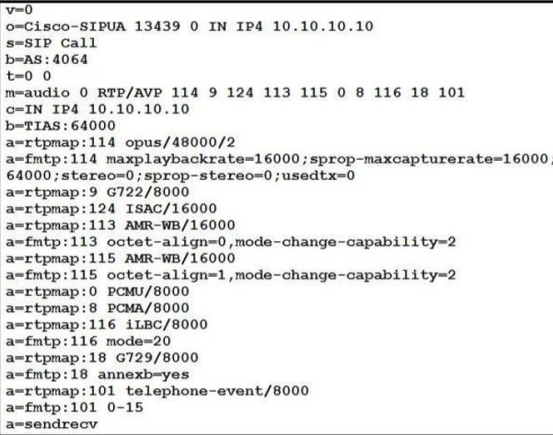 v=0
o=Cisco-SIPUA 13439 0 IN IP4 10.10.10.10
s=SIP Call
b=AS:4064
t=0 0
m=audio 0 RTP/AVP 114 9 124 113 115 0 8 116 18 101
c=IN IP4 10.10.10.10
b=TIAS:64000
a=rtpmap:114 opus/48000/2
a=fmtp:114 maxplaybackrate=16000;sprop-maxcapturerate=16000;
64000;stereo=0;sprop-stereo=0;usedtx=0
a=rtpmap:9 G722/8000
a=rtpmap:124 ISAC/16000
a=rtpmap:113 AMR-WB/16000
a=fmtp:113 octet-align=0,mode-change-capability=2
a=rtpmap:115 AMR-WB/16000
a=fmtp:115 octet-align=1,mode-change-capability=2
a=rtpmap:0 PCMU/8000
a=rtpmap:8 PCMA/8000
a=rtpmap:116 iLBC/8000
a=fmtp:116 mode=20
a=rtpmap:18 G729/8000
a=fmtp:18 annexb=yes
a=rtpmap:101 telephone-event/8000
a=fmtp:101 0-15
a=sendrecv